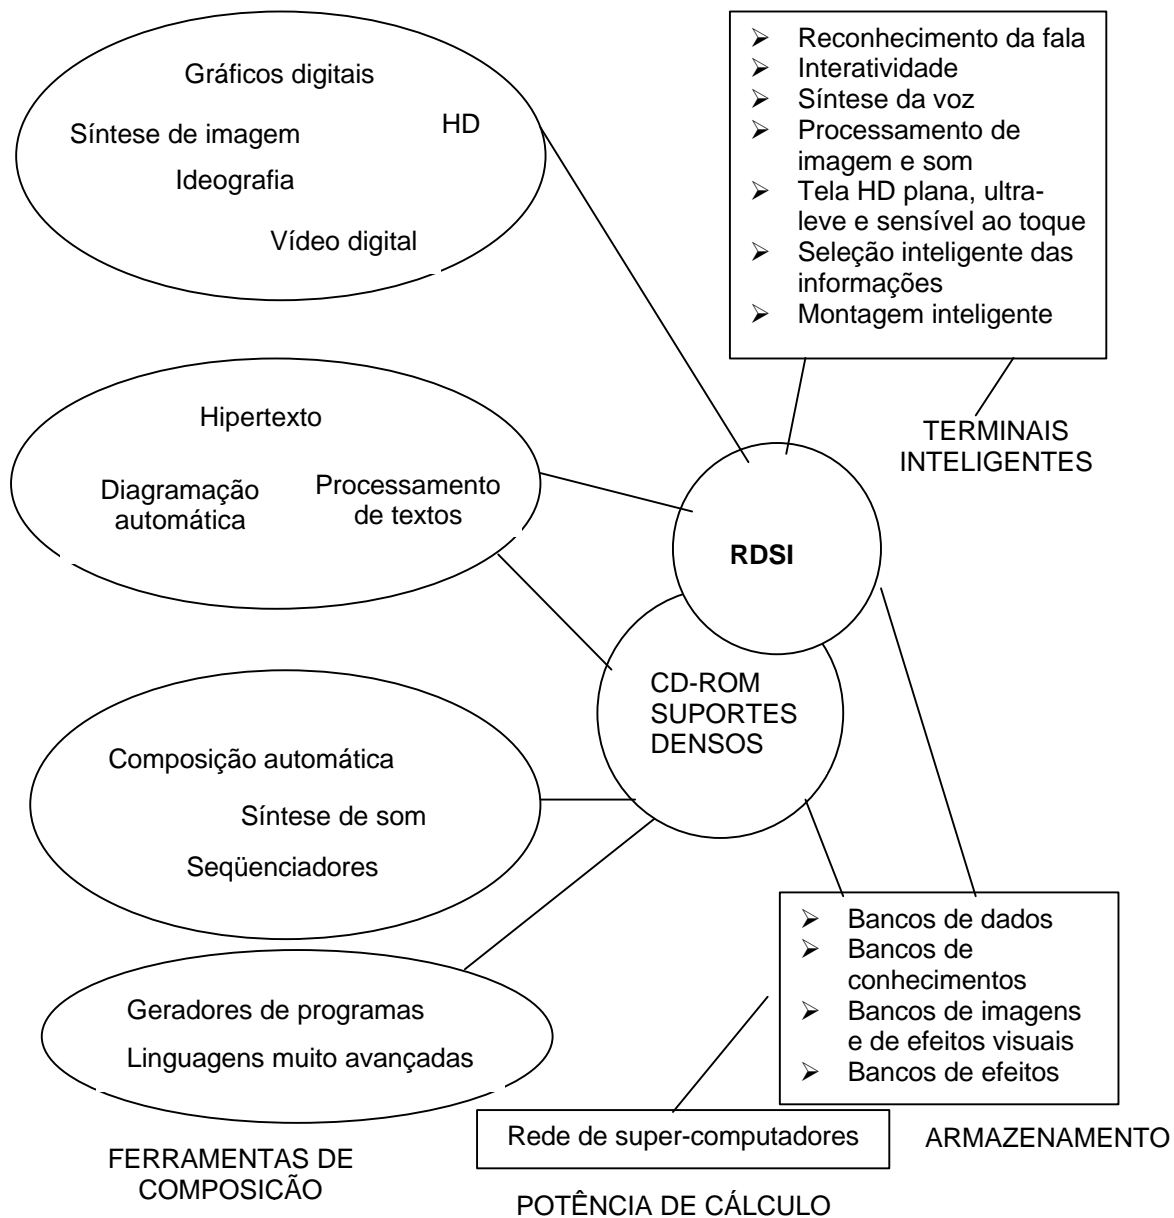 Gráficos digitais
Síntese de imagem
HD
Ideografia
Vídeo digital
➢ Reconhecimento da fala
➢ Interatividade
➢ Síntese da voz
➢ Processamento de
imagem e som
➢ Tela HD plana, ultra-
leve e sensível ao toque
➢ Seleção inteligente das
informações
➢ Montagem inteligente
TERMINAIS
INTELIGENTES
Hipertexto
Diagramação
automática
Processamento
de textos
RDSI
CD-ROM
SUPORTES
DENSOS
Composição automática
Síntese de som
Seqüenciadores
Geradores de programas
Linguagens muito avançadas
FERRAMENTAS DE
COMPOSICÃO
➢ Bancos de dados
➢ Bancos de
conhecimentos
➢ Bancos de imagens
e de efeitos visuais
➢ Bancos de efeitos
ARMAZENAMENTO
Rede de super-computadores
POTÊNCIA DE CÁLCULO